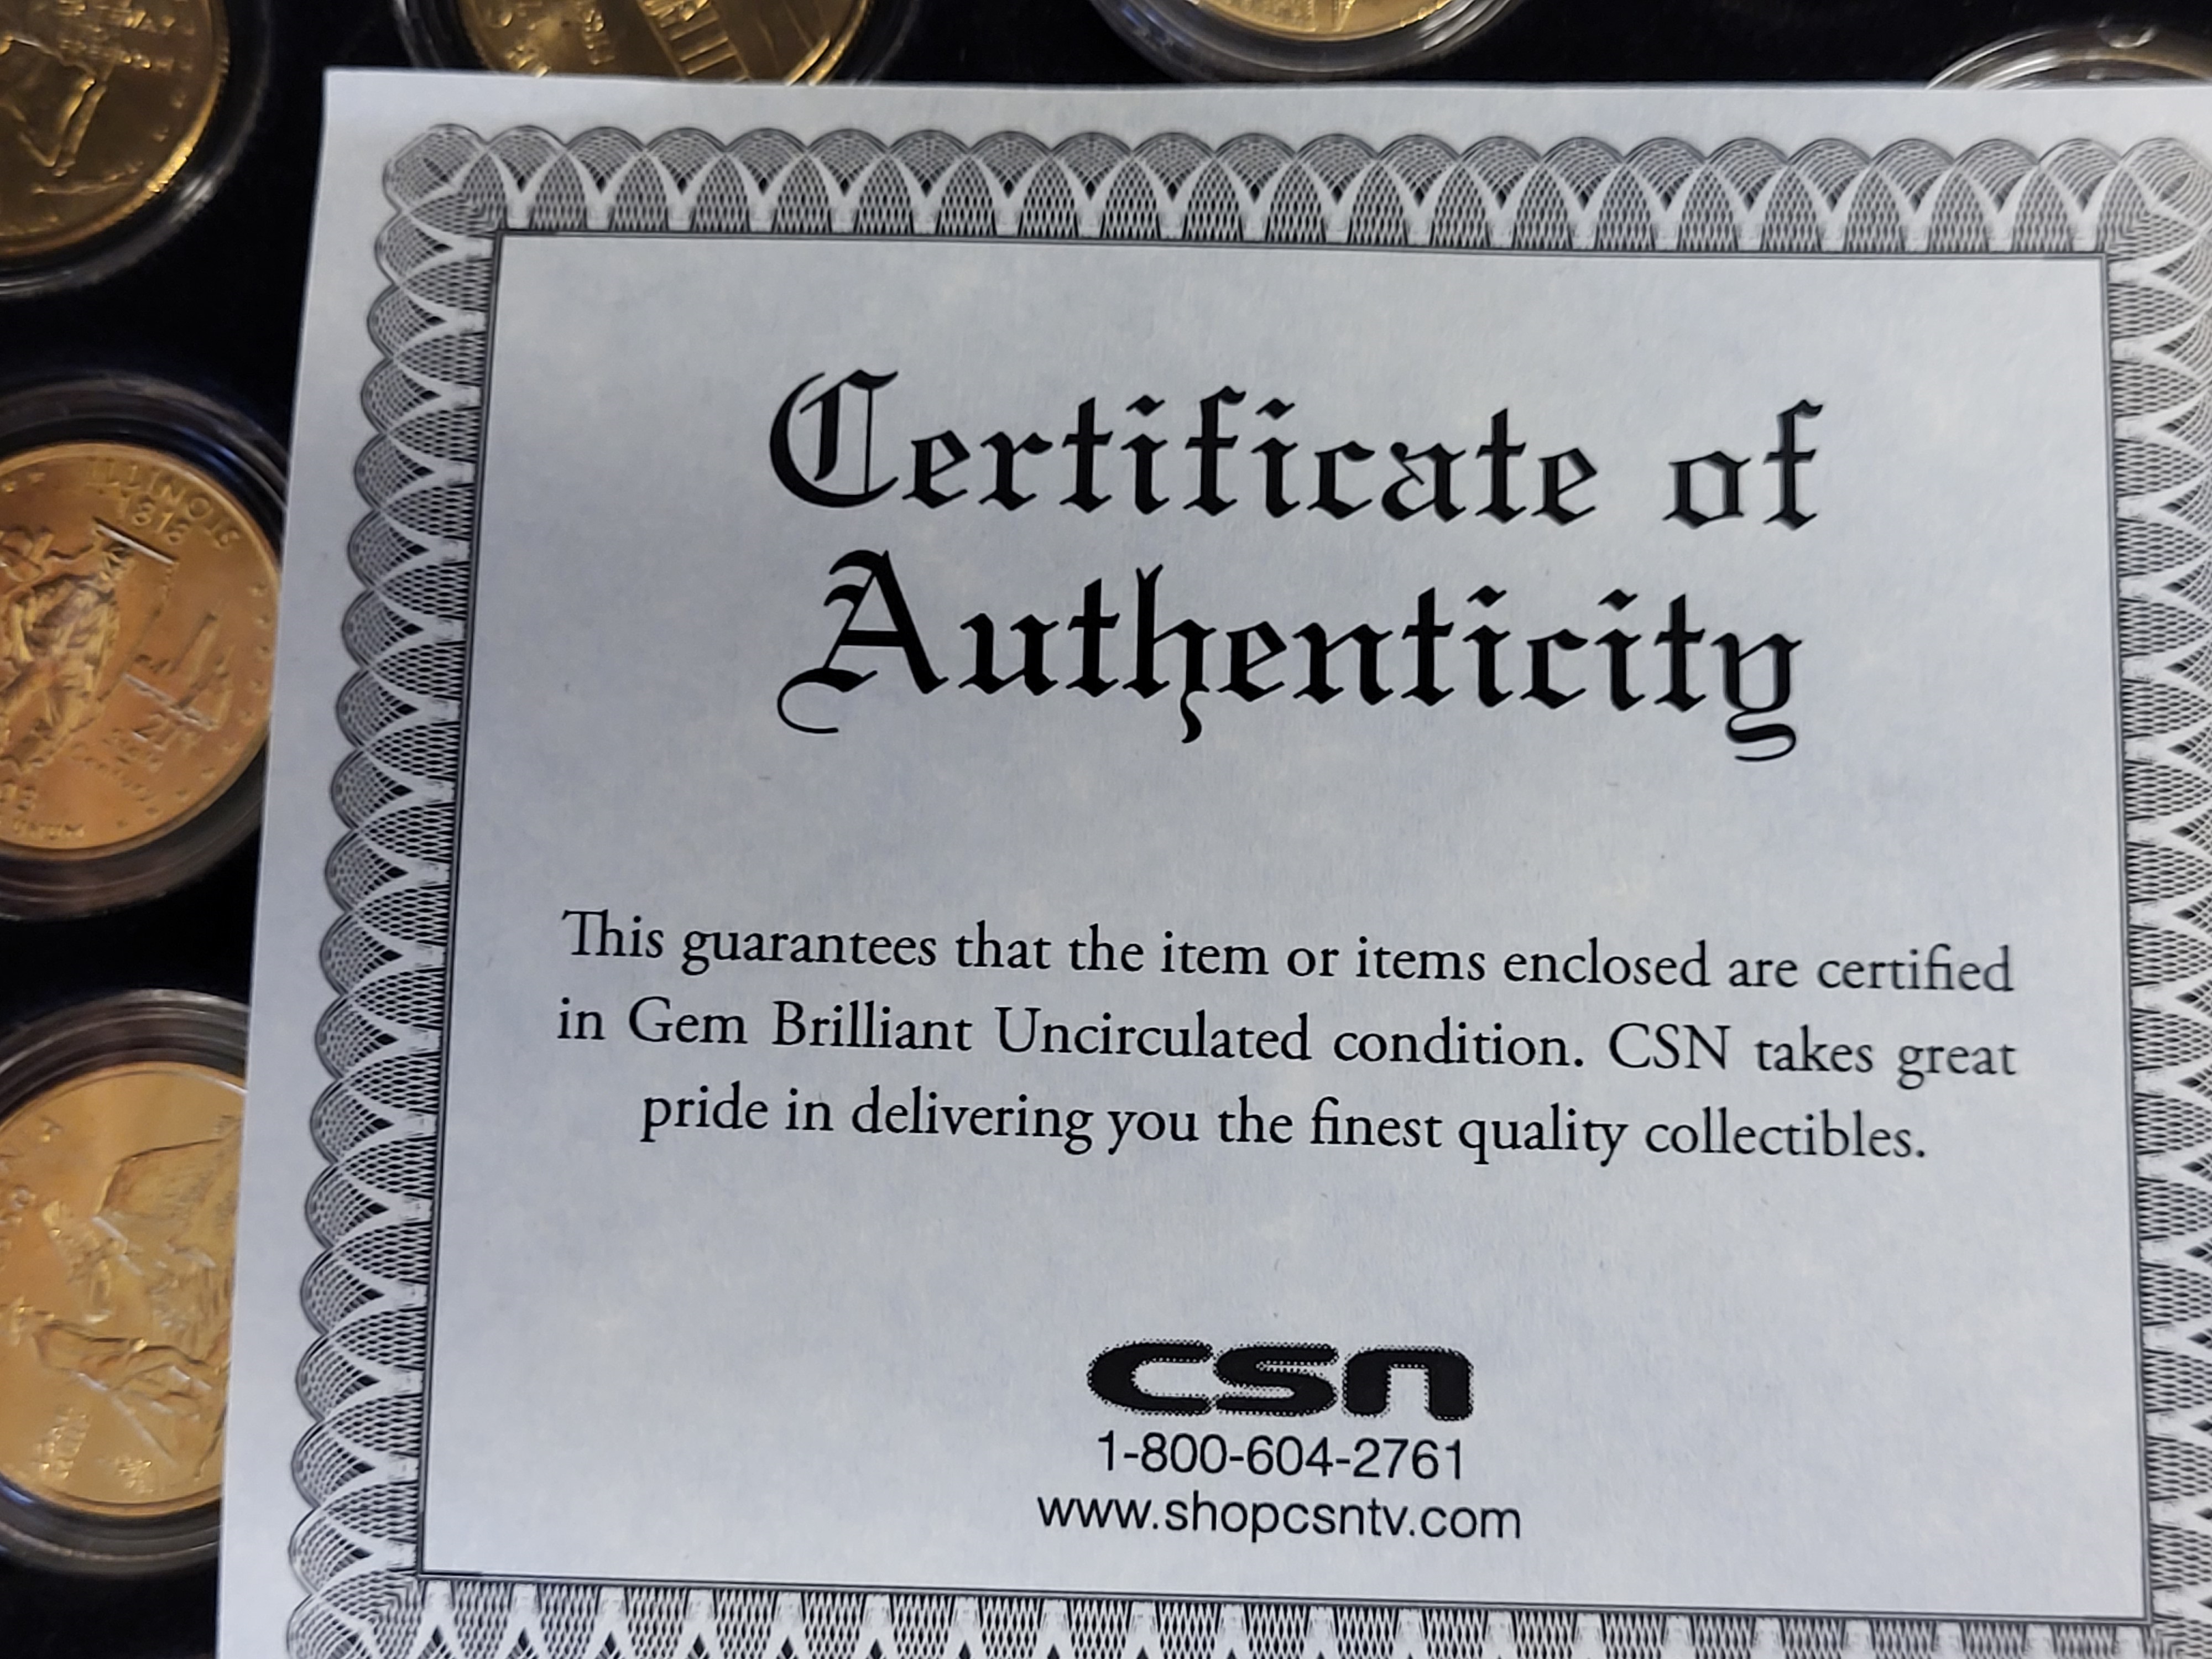 Certificate of
Authenticity
This guarantees that the item or items enclosed are certified
in Gem Brilliant Uncirculated condition. CSN takes great
pride in delivering you the finest quality collectibles.
csn
1-800-604-2761
www.shopcsntv.com
ILLINOIS
1818
21